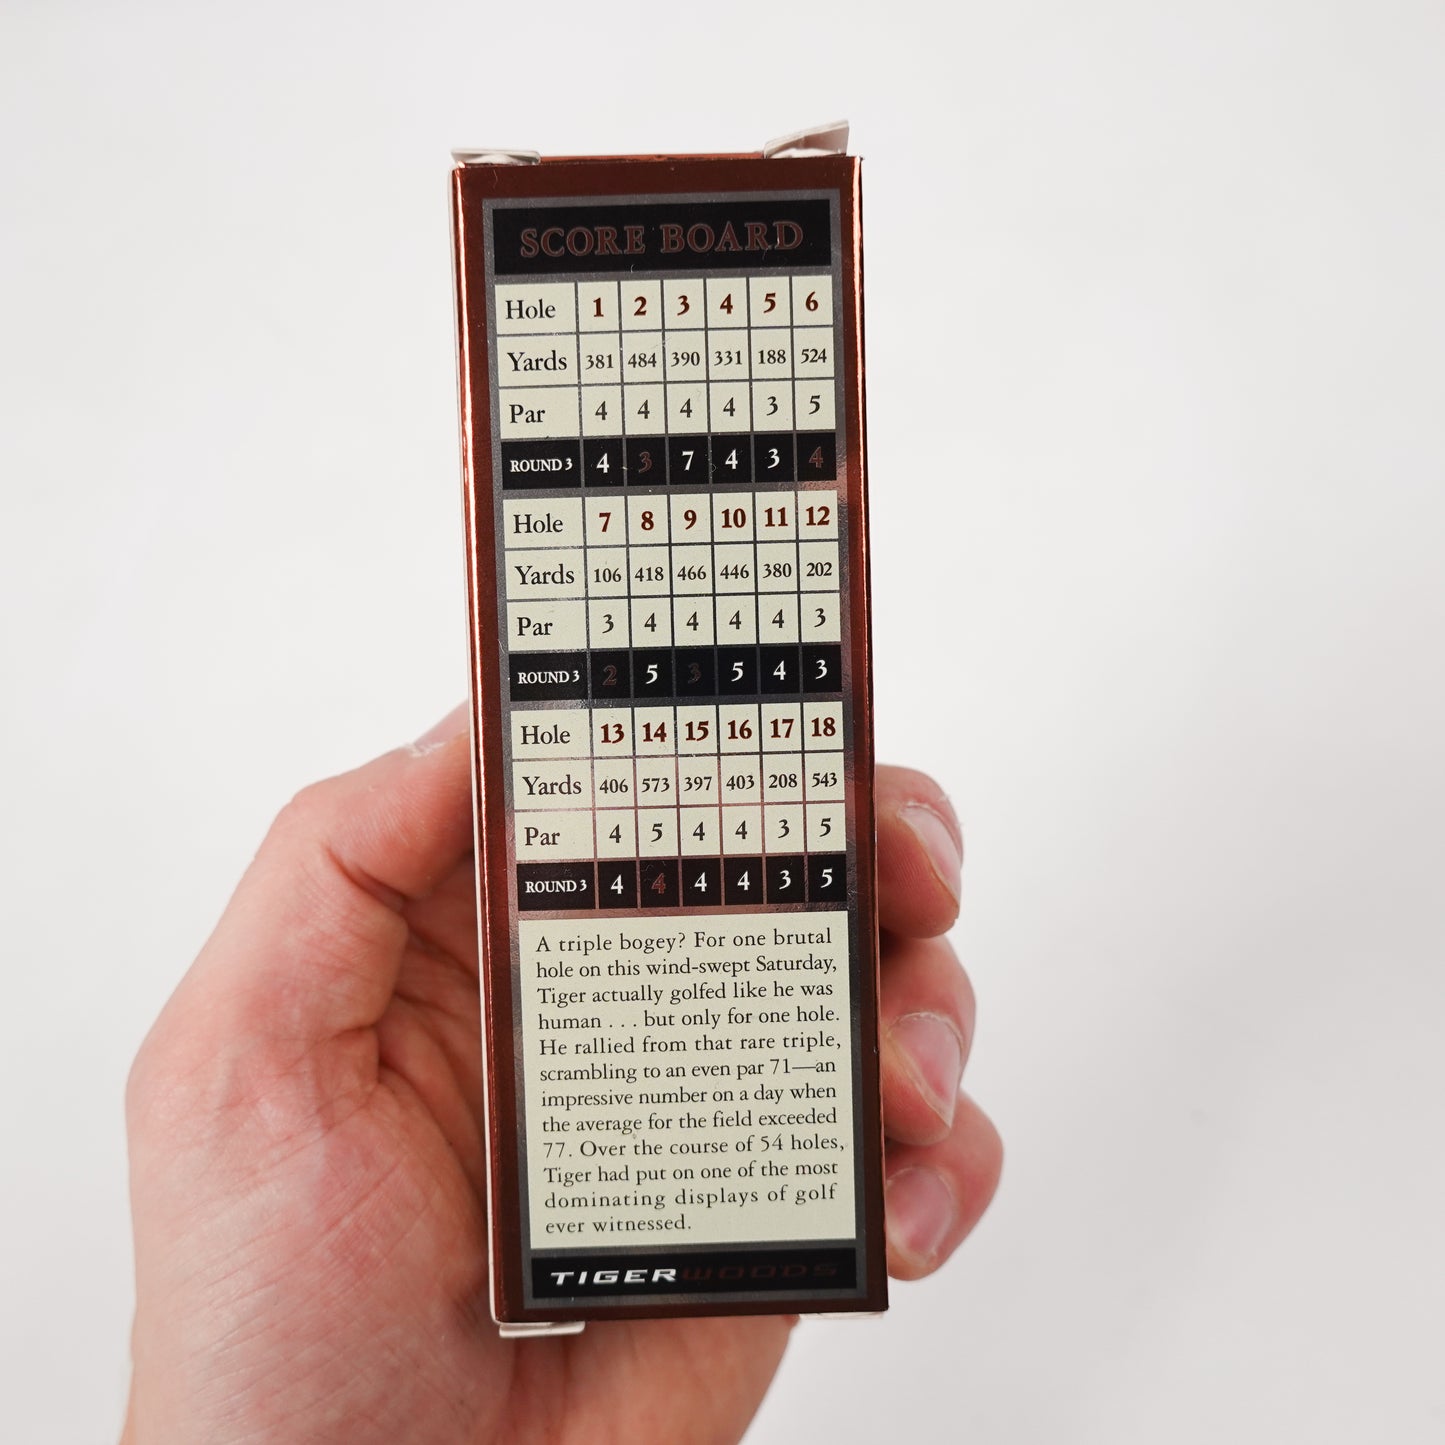 SCORE BOARD
Hole 1 2 3 4 5 6
Yards 381 484 390 331 188 524
Par 4 4 4 4 3 5
ROUND 3 4 3 7 4 3 4
Hole 7 8 9 10 11 12
Yards 106 418 466 446 380 202
Par 3 4 4 4 4 3
ROUND 3 2 5 3 5 4 3
Hole 13 14 15 16 17 18
Yards 406 573 397 403 208 543
Par 4 5 4 4 3 5
ROUND 3 4 4 4 4 3 5
A triple bogey? For one brutal
hole on this wind-swept Saturday,
Tiger actually golfed like he was
human . . . but only for one hole.
He rallied from that rare triple,
scrambling to an even par 71—an
impressive number on a day when
the average for the field exceeded
77. Over the course of 54 holes,
Tiger had put on one of the most
dominating displays of golf
ever witnessed.
TIGERWOODS